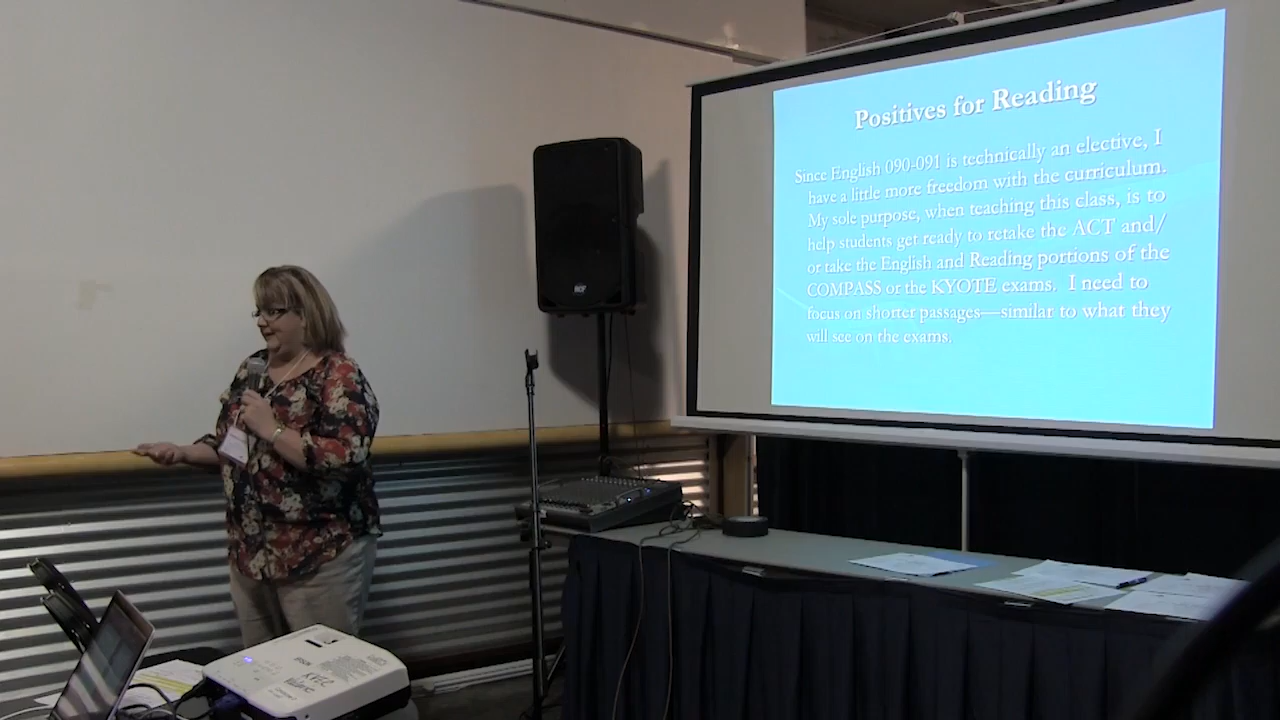 Positives for Reading
Since English 090-091 is technically an elective, I
have a little more freedom with the curriculum.
My sole purpose, when teaching this class, is to
help students get ready to retake the ACT and/
or take the English and Reading portions of the
COMPASS or the KYOTE exams.  I need to
focus on shorter passages—similar to what they
will see on the exams.
RCF
EPSON
KVEC